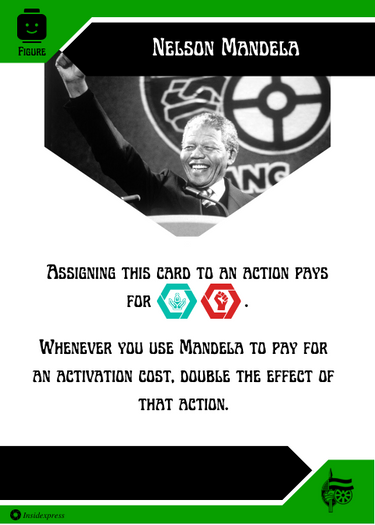 Figure
Nelson Mandela
ANG
Assigning this card to an action pays
for .
Whenever you use Mandela to pay for
an activation cost, double the effect of
that action.
Insidexpress